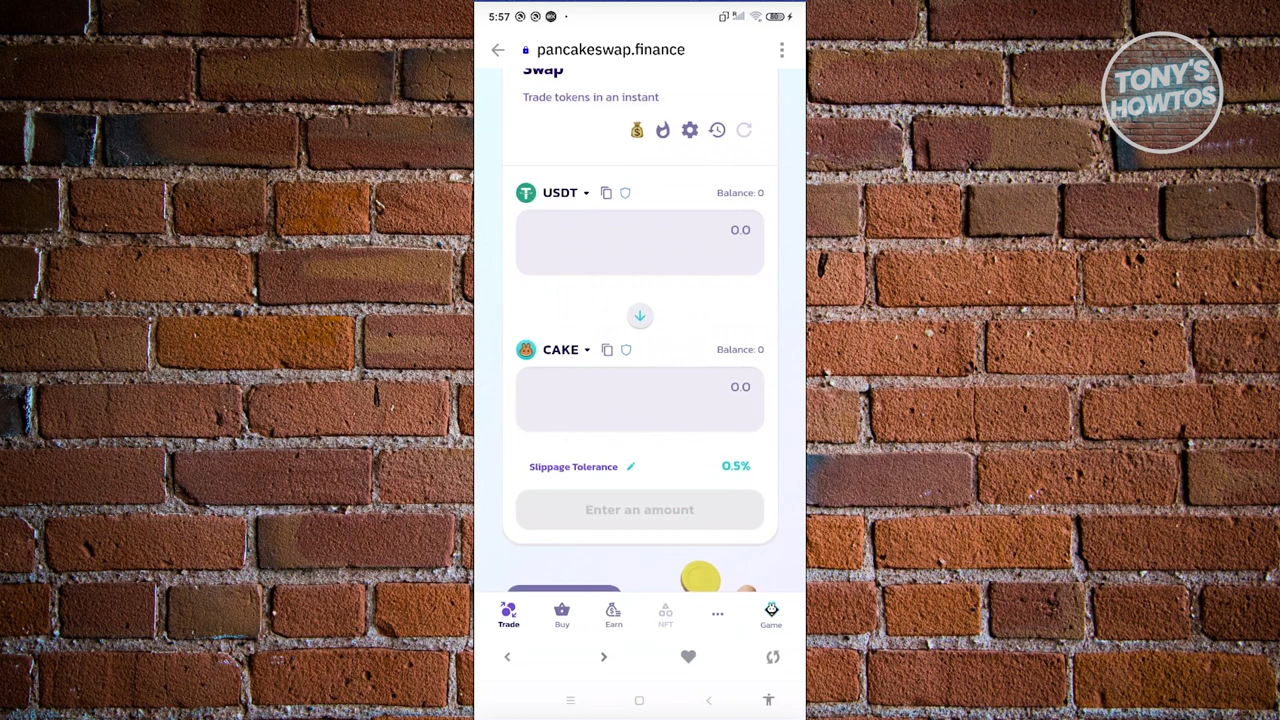 5:57
pancakeswap.finance
TONY'S
HOWTOS
Swap
Trade tokens in an instant
USDT
Balance: 0
0.0
CAKE
Balance: 0
0.0
Slippage Tolerance
0.5%
Enter an amount
Trade
Buy
Earn
NFT
Game